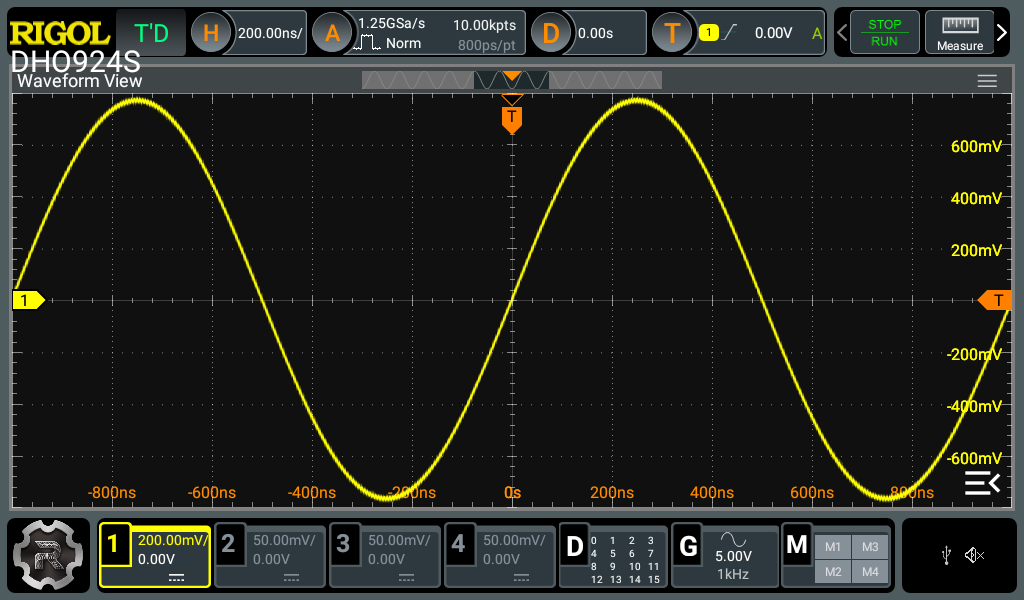 RIGOL T'D H 200.00ns/ A 1.25GSa/s 10.00kpts D 0.00s T 1 0.00V A STOP
Norm 800ps/pt RUN Measure
DHO924S
Waveform View
T
600mV
400mV
200mV
1 T
-200mV
-400mV
-600mV
-800ns -600ns -400ns -200ns 0s 200ns 400ns 600ns 800ns
1 200.00mV/ 2 50.00mV/ 3 50.00mV/ 4 50.00mV/ D 0 1 2 3 G 5.00V M M1 M3
0.00V 0.00V 0.00V 0.00V 4 5 6 7 1kHz M2 M4
8 9 10 11
12 13 14 15
R